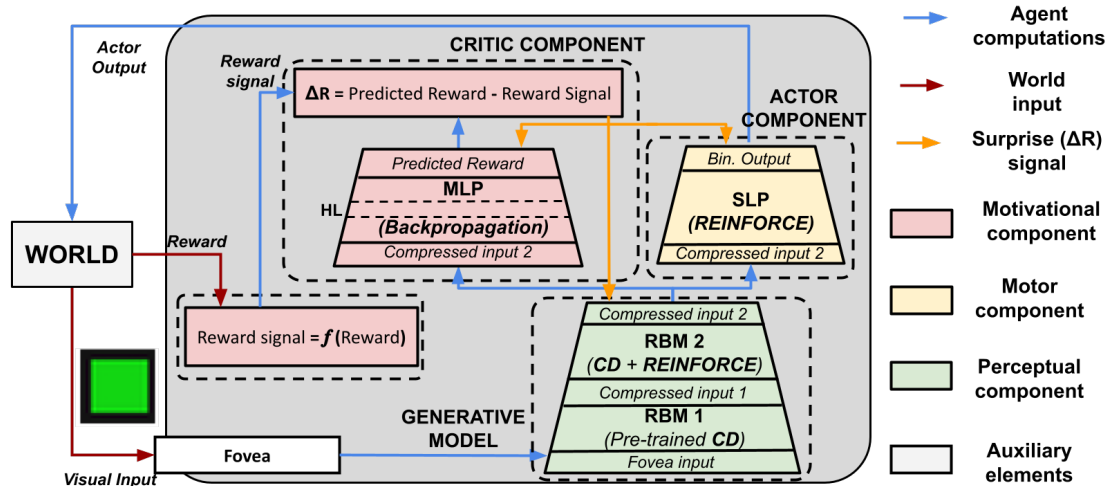 Actor
Output
Reward
signal
CRITIC COMPONENT
ΔR = Predicted Reward - Reward Signal
ACTOR
COMPONENT
Predicted Reward
MLP
HL
(Backpropagation)
Compressed input 2
Bin. Output
SLP
(REINFORCE)
Compressed input 2
WORLD
Reward
Reward signal = f (Reward)
Compressed input 2
RBM 2
(CD + REINFORCE)
Compressed input 1
RBM 1
(Pre-trained CD)
Fovea input
GENERATIVE
MODEL
Fovea
Visual Input
Agent
computations
World
input
Surprise (ΔR)
signal
Motivational
component
Motor
component
Perceptual
component
Auxiliary
elements